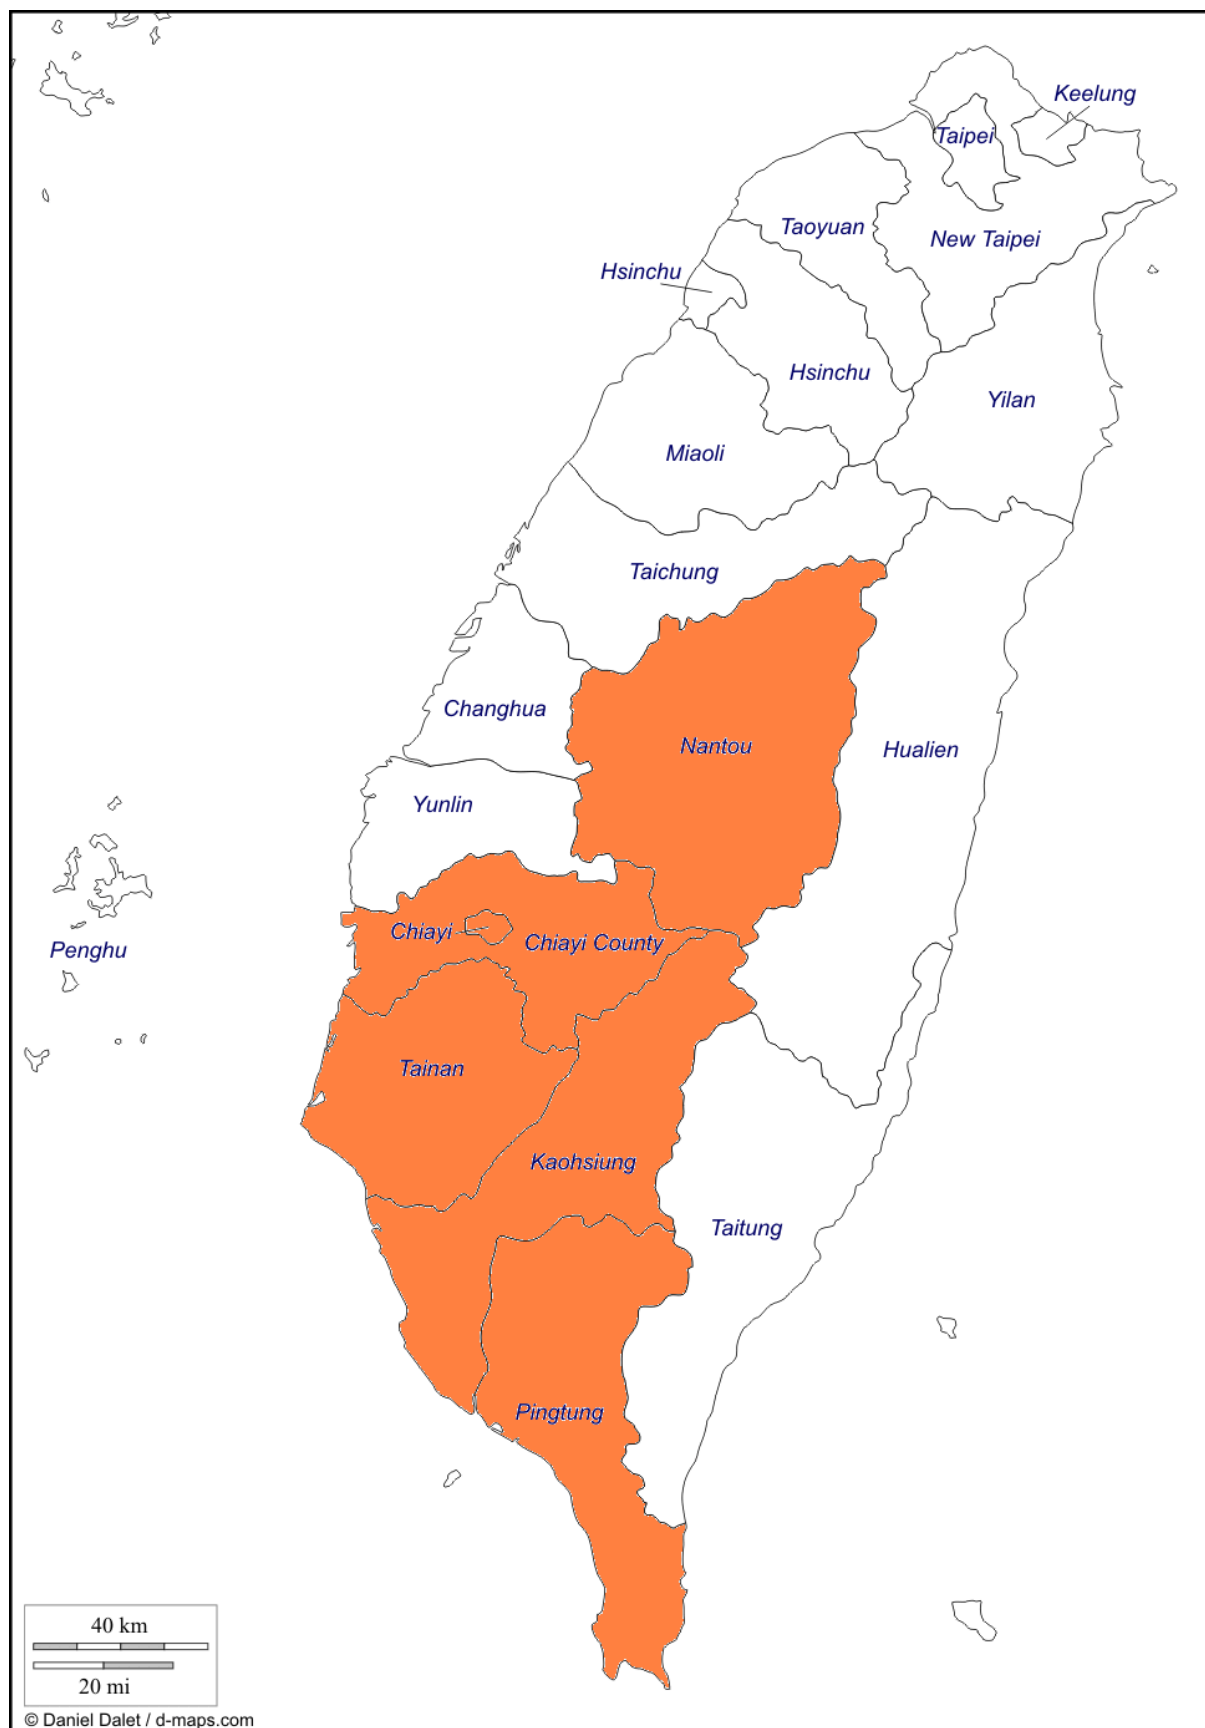 Keelung
Taipei
Taoyuan
New Taipei
Hsinchu
Hsinchu
Yilan
Miaoli
Taichung
Changhua
Nantou
Hualien
Yunlin
Chiayi
Chiayi County
Penghu
Tainan
Kaohsiung
Taitung
Pingtung
40 km
20 mi
© Daniel Dalet / d-maps.com